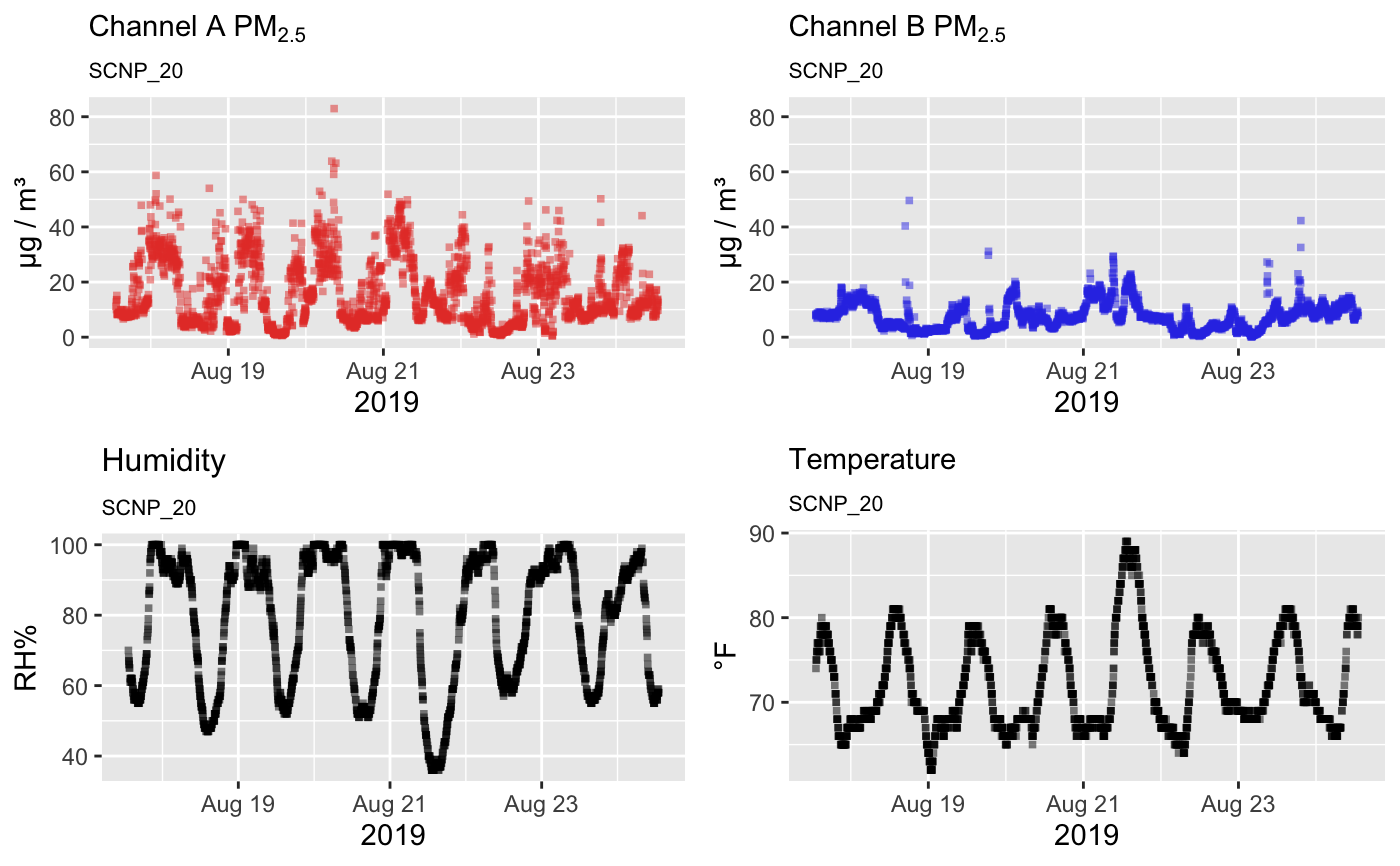 Channel A PM2.5
SCNP_20
µg / m³
80
60
40
20
0
Aug 19 Aug 21 Aug 23
2019
Channel B PM2.5
SCNP_20
µg / m³
80
60
40
20
0
Aug 19 Aug 21 Aug 23
2019
Humidity
SCNP_20
RH%
100
80
60
40
Aug 19 Aug 21 Aug 23
2019
Temperature
SCNP_20
°F
90
80
70
Aug 19 Aug 21 Aug 23
2019